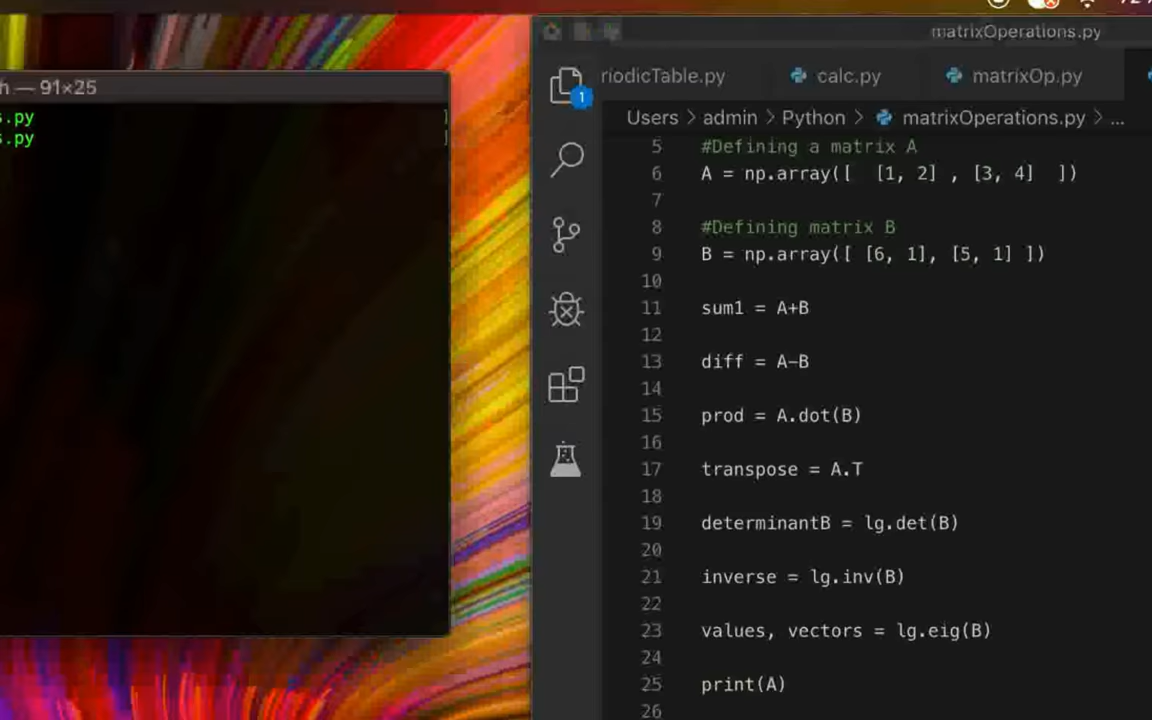 matrixOperations.py
h — 91×25
s.py
s.py
1
riodicTable.py
calc.py
matrixOp.py
Users > admin > Python > matrixOperations.py > ...
5 #Defining a matrix A
6 A = np.array([ [1, 2] , [3, 4] ])
7
8 #Defining matrix B
9 B = np.array([ [6, 1], [5, 1] ])
10
11 sum1 = A+B
12
13 diff = A-B
14
15 prod = A.dot(B)
16
17 transpose = A.T
18
19 determinantB = lg.det(B)
20
21 inverse = lg.inv(B)
22
23 values, vectors = lg.eig(B)
24
25 print(A)
26